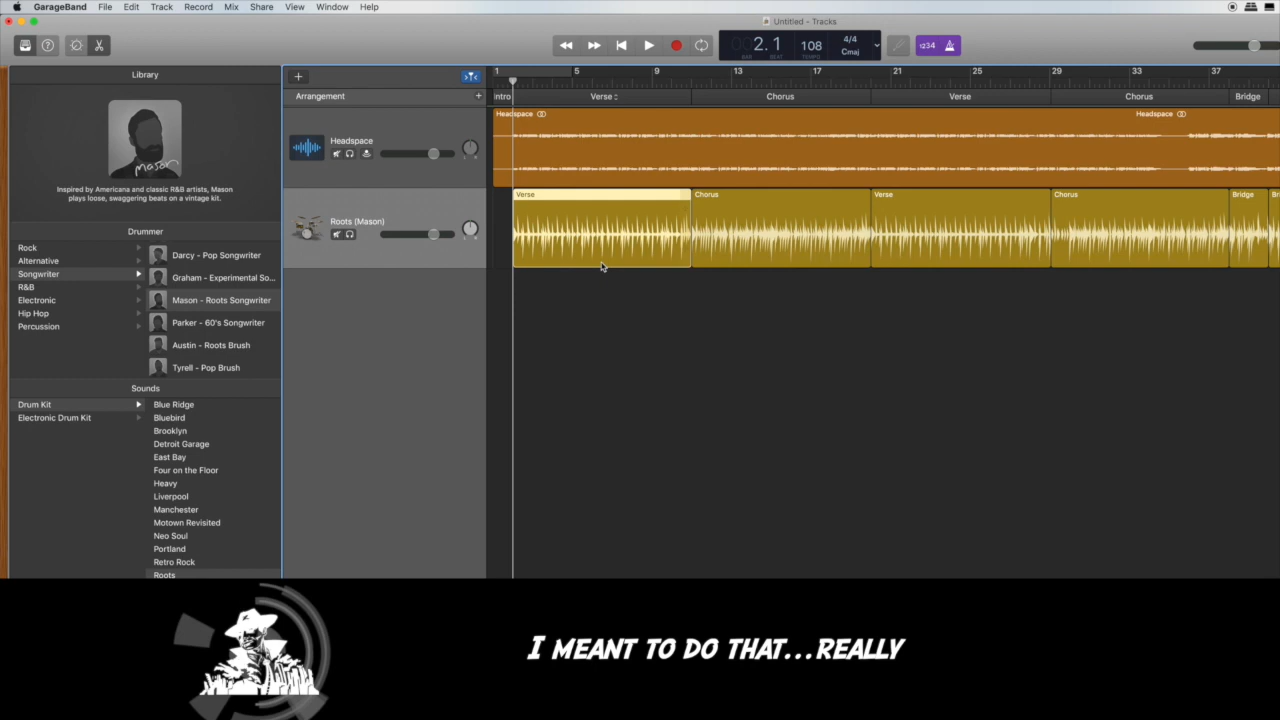 GarageBand File Edit Track Record Mix Share View Window Help
Untitled - Tracks
2.1 108 4/4 Cmaj
BAR BEAT TEMPO
1234
Library
1 5 9 13 17 21 25 29 33 37
Arrangement
Intro Verse Chorus Verse Chorus Bridge
Headspace
Headspace
Headspace
mason
Inspired by Americana and classic R&B artists, Mason
plays loose, swaggering beats on a vintage kit.
Roots (Mason)
Verse Chorus Verse Chorus Bridge Br
Drummer
Rock
Alternative
Songwriter
R&B
Electronic
Hip Hop
Percussion
Darcy - Pop Songwriter
Graham - Experimental So...
Mason - Roots Songwriter
Parker - 60's Songwriter
Austin - Roots Brush
Tyrell - Pop Brush
Sounds
Drum Kit
Electronic Drum Kit
Blue Ridge
Bluebird
Brooklyn
Detroit Garage
East Bay
Four on the Floor
Heavy
Liverpool
Manchester
Motown Revisited
Neo Soul
Portland
Retro Rock
Roots
I MEANT TO DO THAT...REALLY